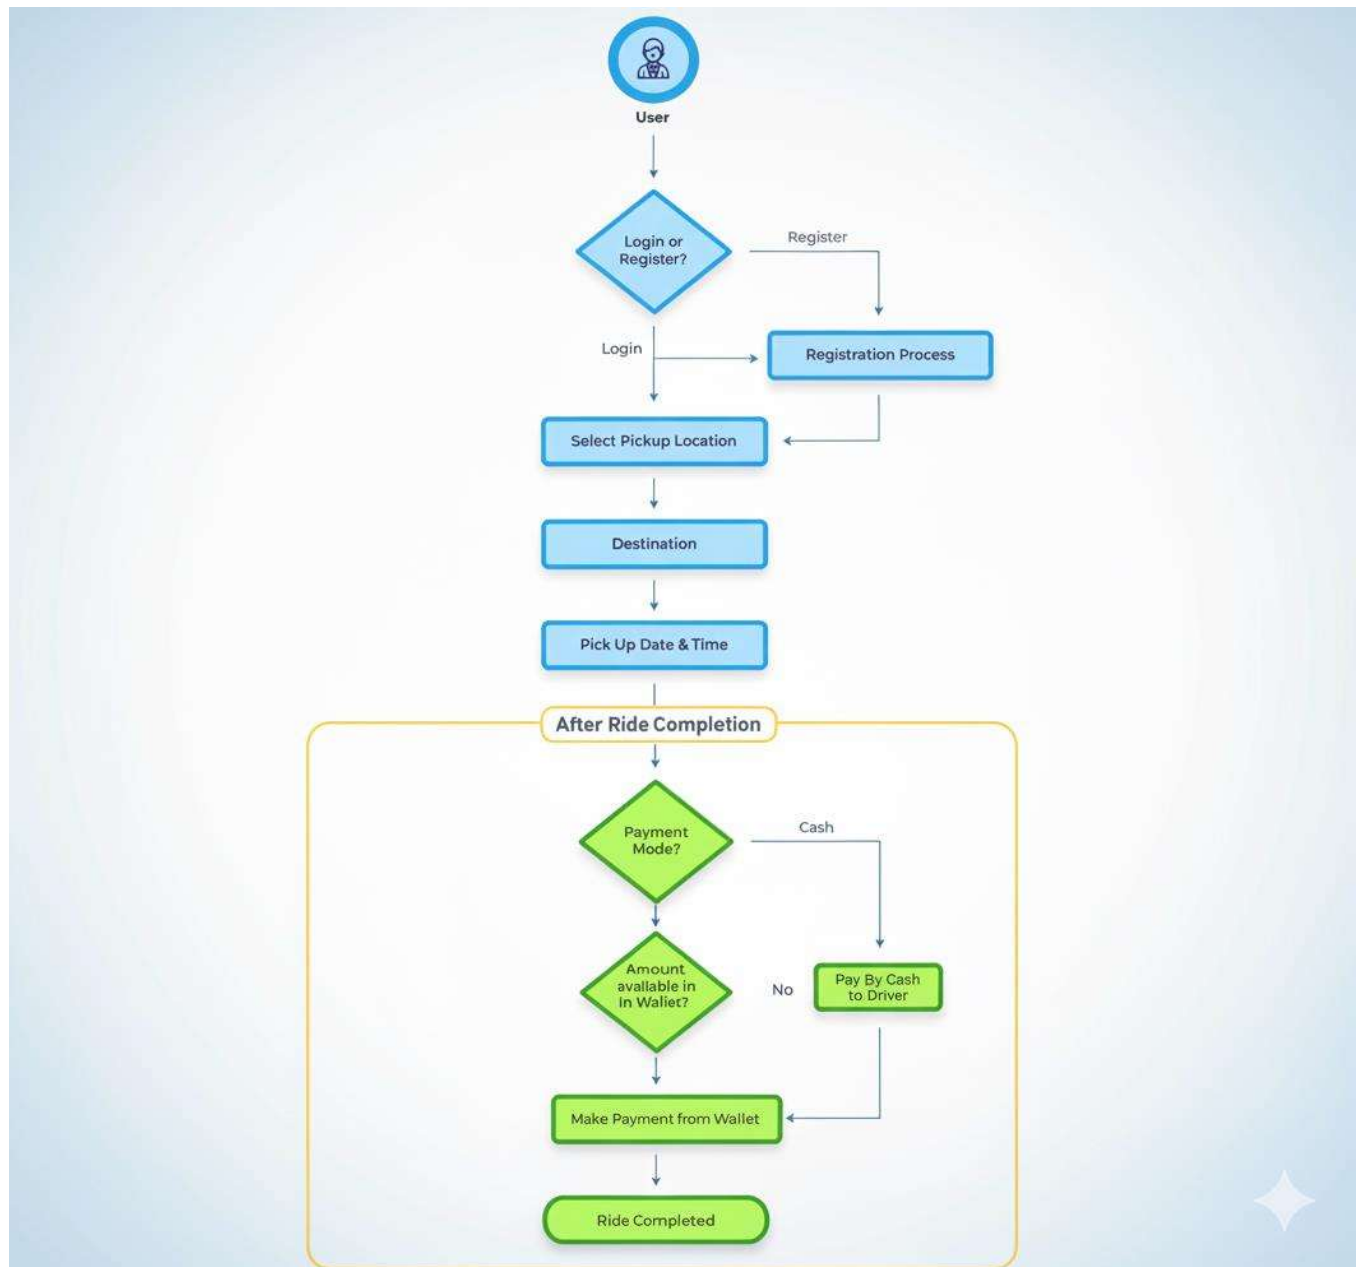 User
Login or
Register?
Register
Login
Registration Process
Select Pickup Location
Destination
Pick Up Date & Time
After Ride Completion
Payment
Mode?
Cash
Amount
available in
In Waliet?
No
Pay By Cash
to Driver
Make Payment from Wallet
Ride Completed